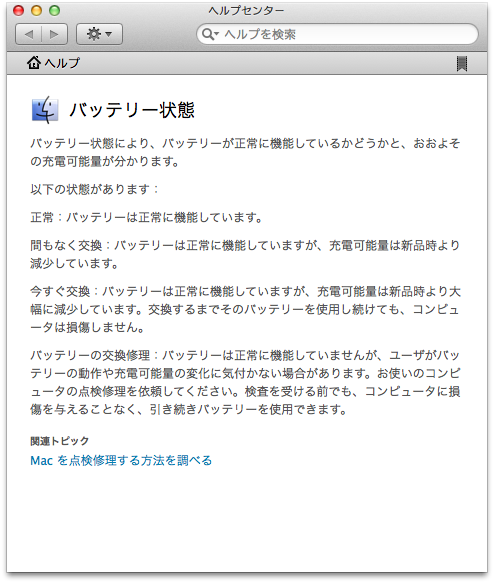 ヘルプセンター
ヘルプを検索
ヘルプ
バッテリー状態
バッテリー状態により、バッテリーが正常に機能しているかどうかと、おおよそ
の充電可能量が分かります。
以下の状態があります：
正常：バッテリーは正常に機能しています。
間もなく交換：バッテリーは正常に機能していますが、充電可能量は新品時より
減少しています。
今すぐ交換：バッテリーは正常に機能していますが、充電可能量は新品時より大
幅に減少しています。交換するまでそのバッテリーを使用し続けても、コンピュ
ータは損傷しません。
バッテリーの交換修理：バッテリーは正常に機能していませんが、ユーザがバッ
テリーの動作や充電可能量の変化に気付かない場合があります。お使いのコンピ
ュータの点検修理を依頼してください。検査を受ける前でも、コンピュータに損
傷を与えることなく、引き続きバッテリーを使用できます。
関連トピック
Mac を点検修理する方法を調べる